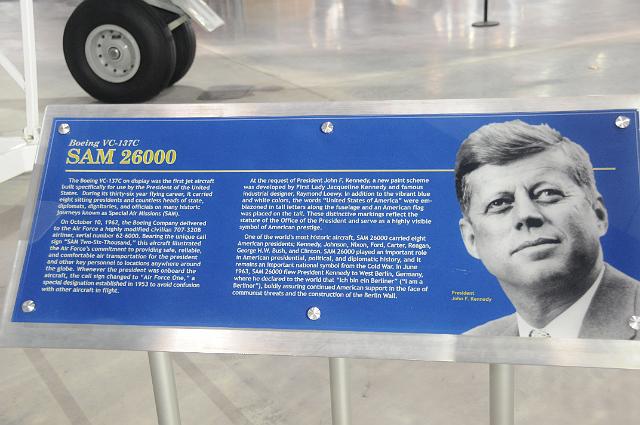 Boeing VC-137C
SAM 26000
The Boeing VC-137C on display was the first jet aircraft
built specifically for use by the President of the United
States. During its thirty-six year flying career, it carried
eight sitting presidents and countless heads of state,
diplomats, dignitaries, and officials on many historic
journeys known as Special Air Missions (SAM).
On October 10, 1962, the Boeing Company delivered
to the Air Force a highly modified civilian 707-320B
airliner, serial number 62-6000. Bearing the unique call
sign "SAM Two-Six-Thousand," this aircraft illustrated
the Air Force's commitment to providing safe, reliable,
and comfortable air transportation for the president
and other key personnel to locations anywhere around
the globe. Whenever the president was onboard the
aircraft, the call sign changed to "Air Force One," a
special designation established in 1953 to avoid confusion
with other aircraft in flight.
At the request of President John F. Kennedy, a new paint scheme
was developed by First Lady Jacqueline Kennedy and famous
industrial designer, Raymond Loewy. In addition to the vibrant blue
and white colors, the words "United States of America" were em-
blazoned in tall letters along the fuselage and an American flag
was placed on the tail. These distinctive markings reflect the
stature of the Office of the President and serve as a highly visible
symbol of American prestige.
One of the world's most historic aircraft, SAM 26000 carried eight
American presidents; Kennedy, Johnson, Nixon, Ford, Carter, Reagan,
George H.W. Bush, and Clinton. SAM 26000 played an important role
in American presidential, political, and diplomatic history, and it
remains an important national symbol from the Cold War. In June
1963, SAM 26000 flew President Kennedy to West Berlin, Germany,
where he declared to the world that "Ich bin ein Berliner" ("I am a
Berliner"), boldly assuring continued American support in the face of
communist threats and the construction of the Berlin Wall.
President
John F. Kennedy